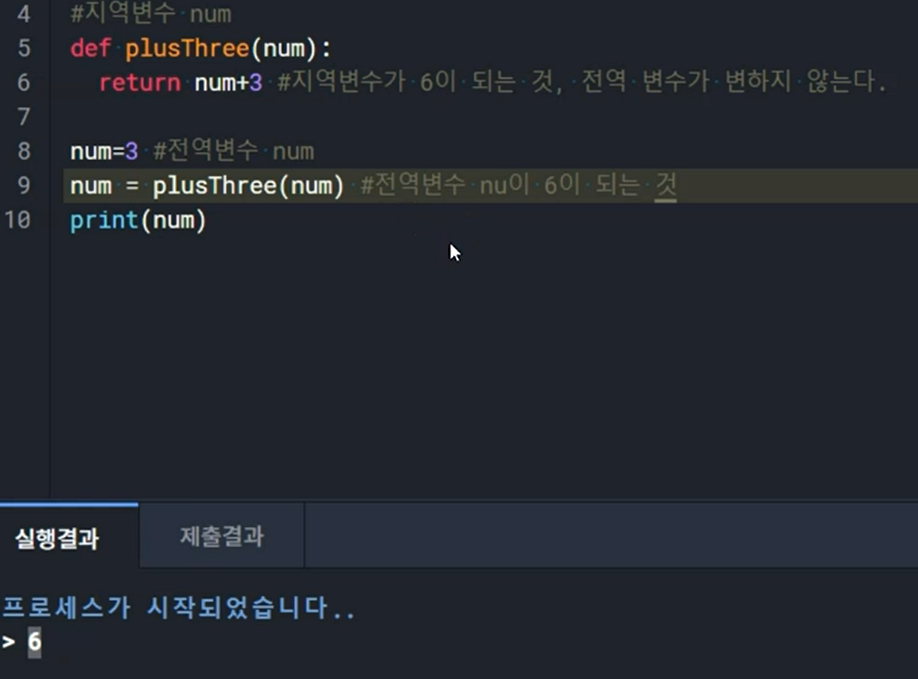 4 #지역변수 num
5 def plusThree(num):
6 return num+3 #지역변수가 6이 되는 것, 전역 변수가 변하지 않는다.
7
8 num=3 #전역변수 num
9 num = plusThree(num) #전역변수 nu이 6이 되는 것
10 print(num)
실행결과 제출결과
프로세스가 시작되었습니다..
> 6